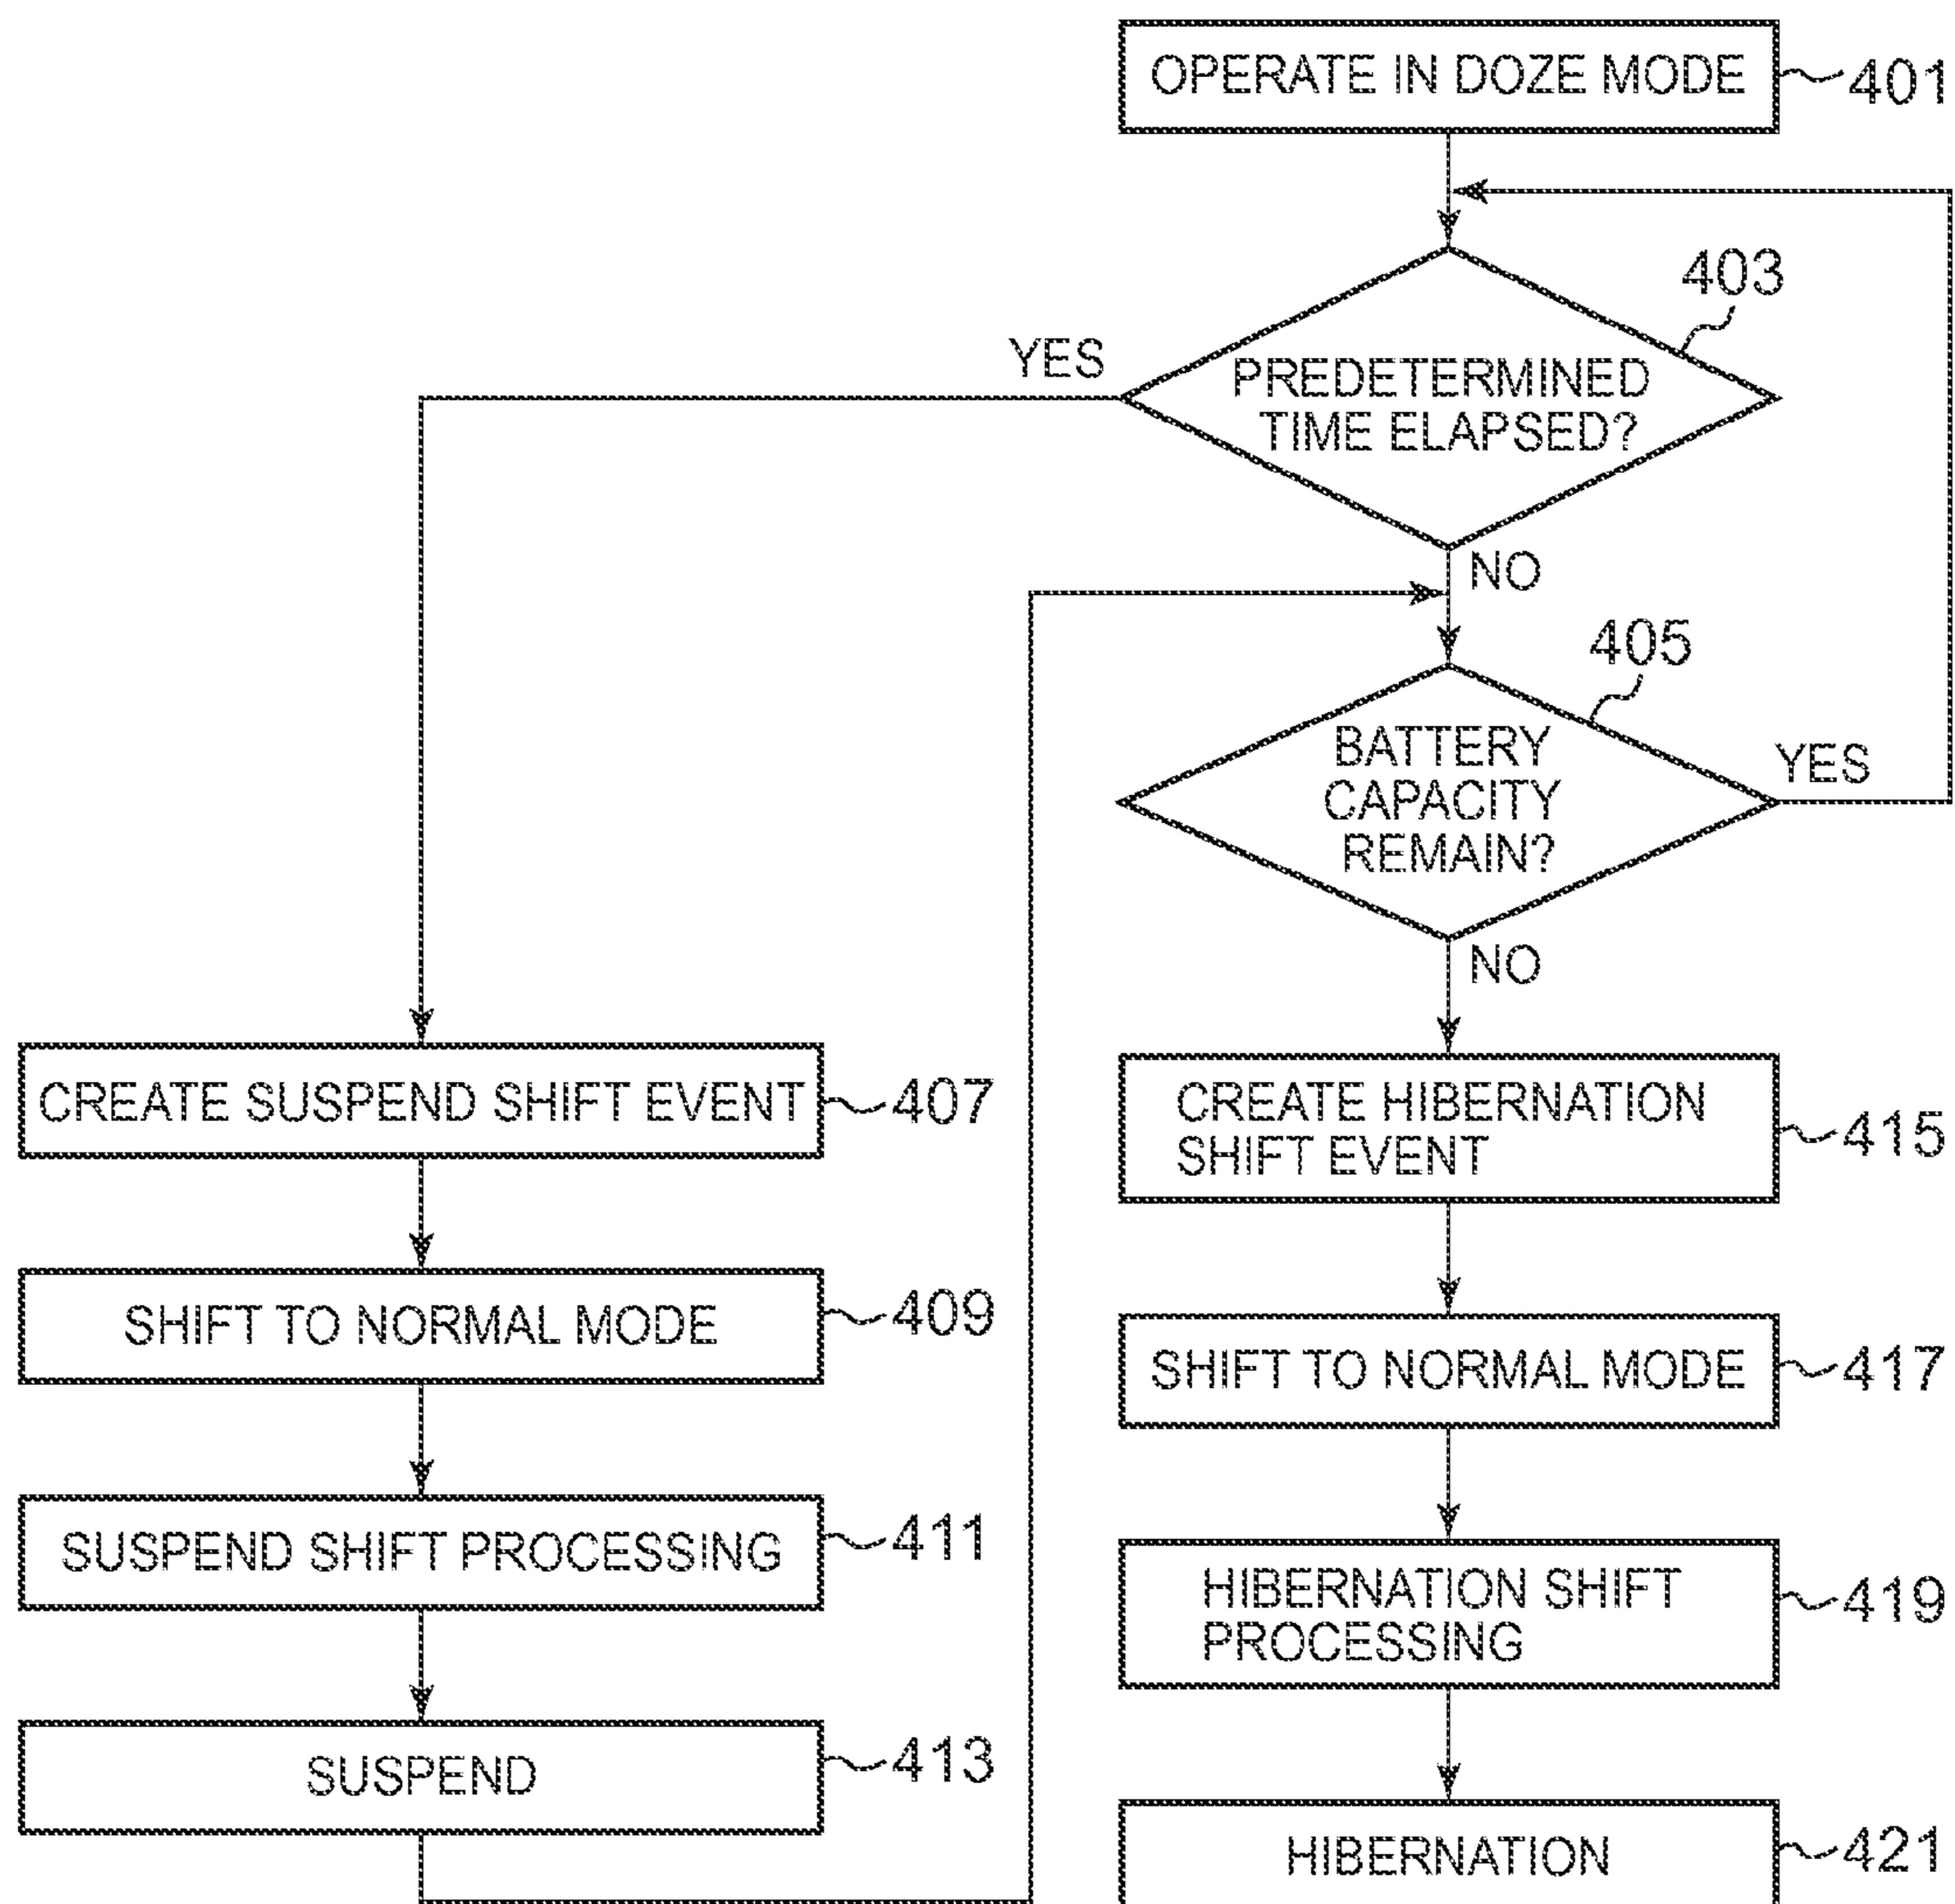 OPERATE IN DOZE MODE
401
403
YES
PREDETERMINED
TIME ELAPSED?
NO
405
BATTERY
CAPACITY
REMAIN?
YES
NO
CREATE SUSPEND SHIFT EVENT
407
CREATE HIBERNATION
SHIFT EVENT
415
SHIFT TO NORMAL MODE
409
SHIFT TO NORMAL MODE
417
SUSPEND SHIFT PROCESSING
411
HIBERNATION SHIFT
PROCESSING
419
SUSPEND
413
HIBERNATION
421